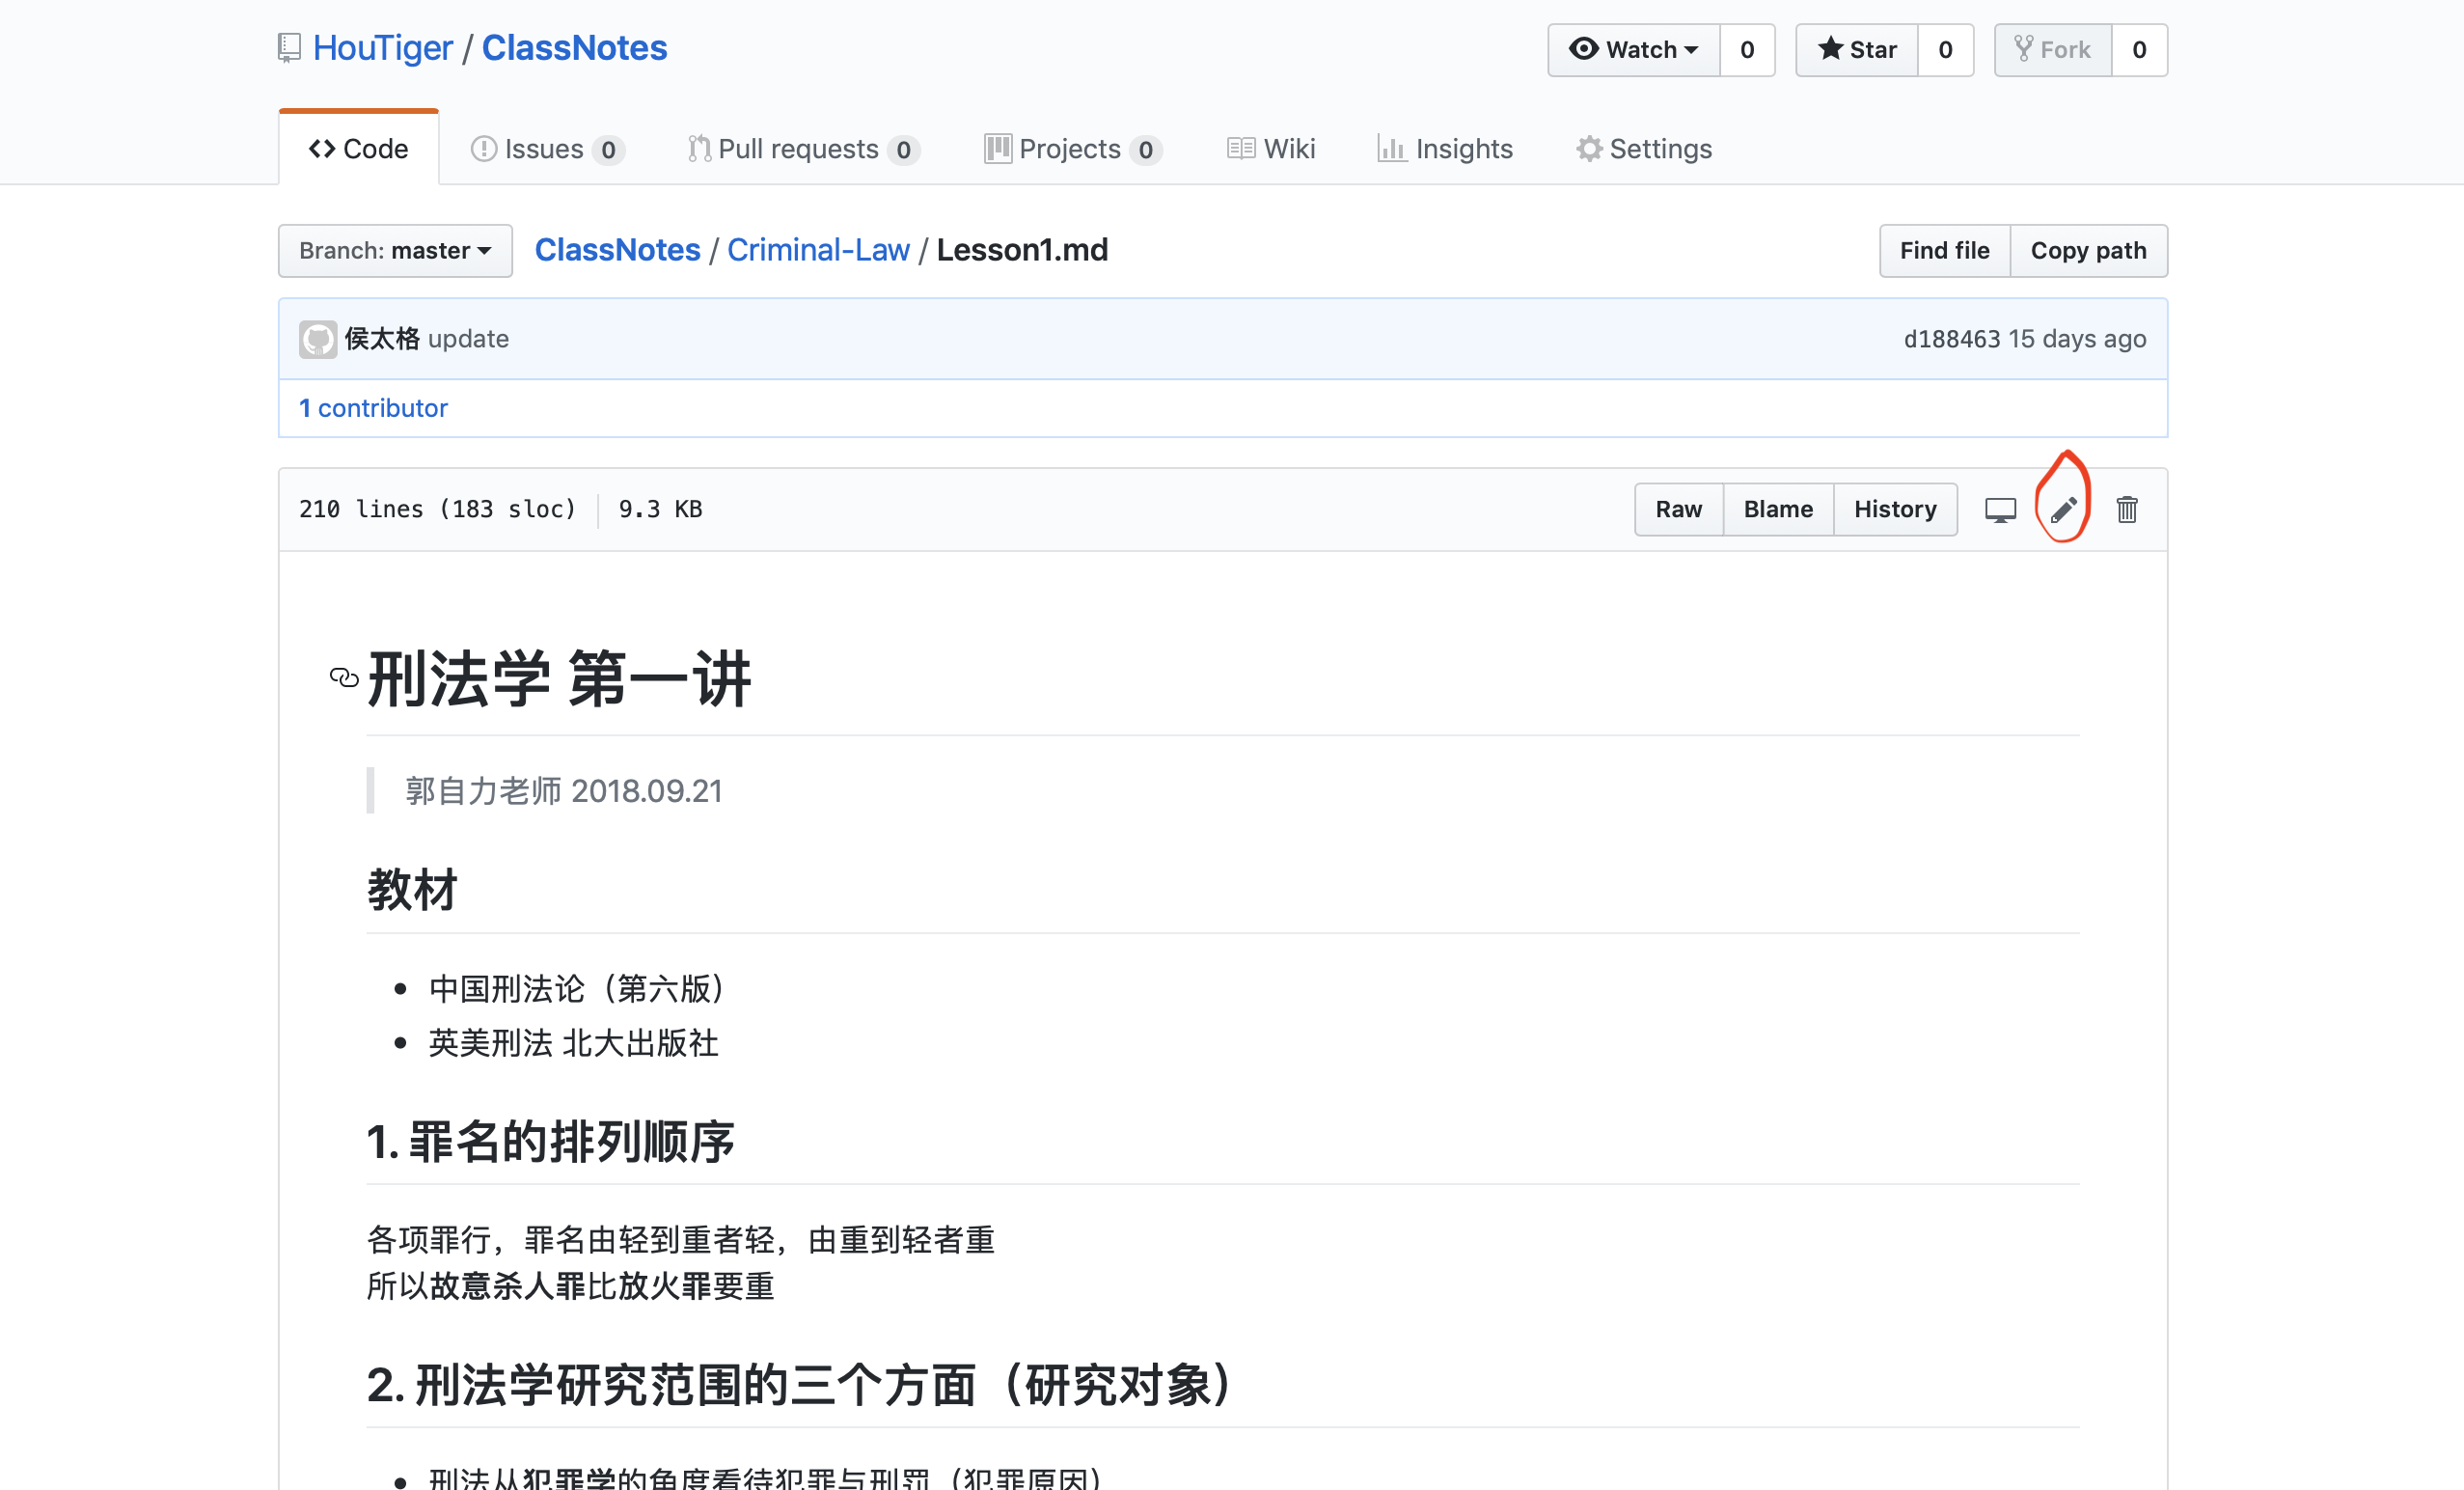 HouTiger / ClassNotes
Watch 0 Star 0 Fork 0
Code Issues 0 Pull requests 0 Projects 0 Wiki Insights Settings
Branch: master ClassNotes / Criminal-Law / Lesson1.md Find file Copy path
侯太格 update d188463 15 days ago
1 contributor
210 lines (183 sloc) 9.3 KB Raw Blame History
刑法学 第一讲
郭自力老师 2018.09.21
教材
中国刑法论（第六版）
英美刑法 北大出版社
1. 罪名的排列顺序
各项罪行，罪名由轻到重者轻，由重到轻者重
所以故意杀人罪比放火罪要重
2. 刑法学研究范围的三个方面（研究对象）
刑法从犯罪学的角度看待犯罪与刑罚（犯罪原因）